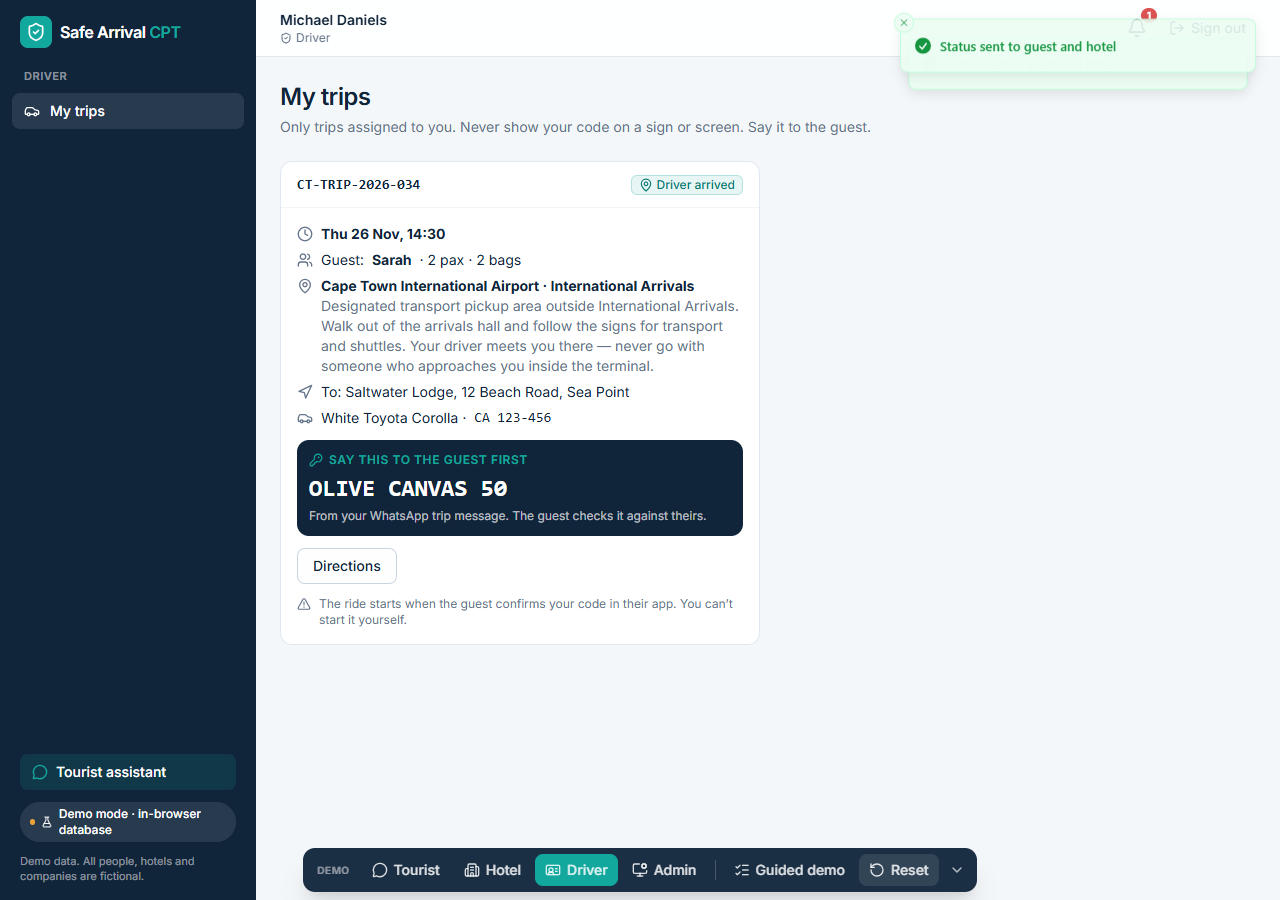 Safe Arrival CPT
DRIVER
My trips
Michael Daniels
Driver
1
Sign out
Status sent to guest and hotel
My trips
Only trips assigned to you. Never show your code on a sign or screen. Say it to the guest.
CT-TRIP-2026-034
Driver arrived
Thu 26 Nov, 14:30
Guest: Sarah · 2 pax · 2 bags
Cape Town International Airport · International Arrivals
Designated transport pickup area outside International Arrivals.
Walk out of the arrivals hall and follow the signs for transport
and shuttles. Your driver meets you there — never go with
someone who approaches you inside the terminal.
To: Saltwater Lodge, 12 Beach Road, Sea Point
White Toyota Corolla · CA 123-456
SAY THIS TO THE GUEST FIRST
OLIVE CANVAS 50
From your WhatsApp trip message. The guest checks it against theirs.
Directions
The ride starts when the guest confirms your code in their app. You can't
start it yourself.
Tourist assistant
Demo mode · in-browser
database
Demo data. All people, hotels and
companies are fictional.
DEMO
Tourist
Hotel
Driver
Admin
Guided demo
Reset